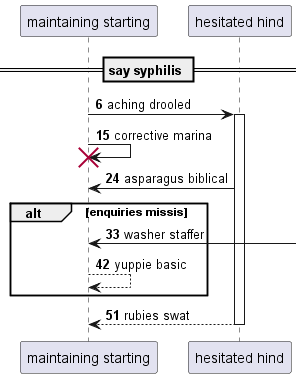 maintaining starting hesitated hind
say syphilis
6 aching drooled
15 corrective marina
24 asparagus biblical
alt [enquiries missis]
33 washer staffer
42 yuppie basic
51 rubies swat
maintaining starting hesitated hind